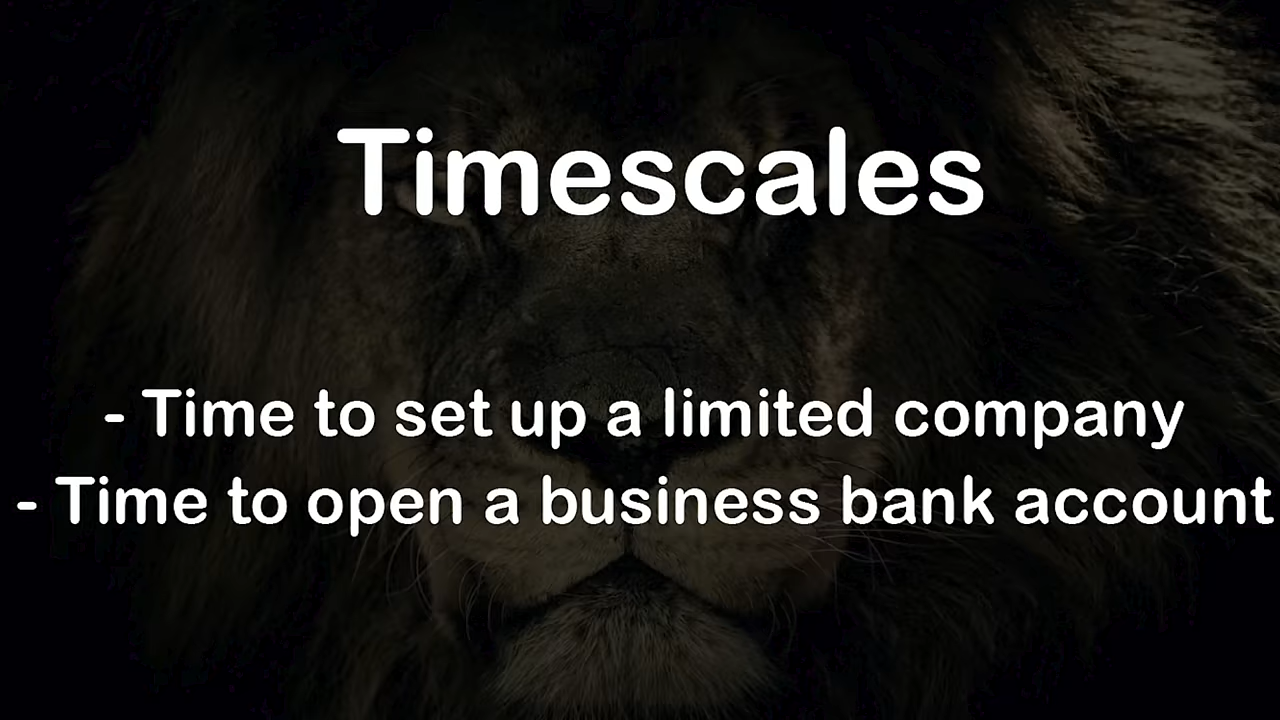 Timescales
- Time to set up a limited company
- Time to open a business bank account